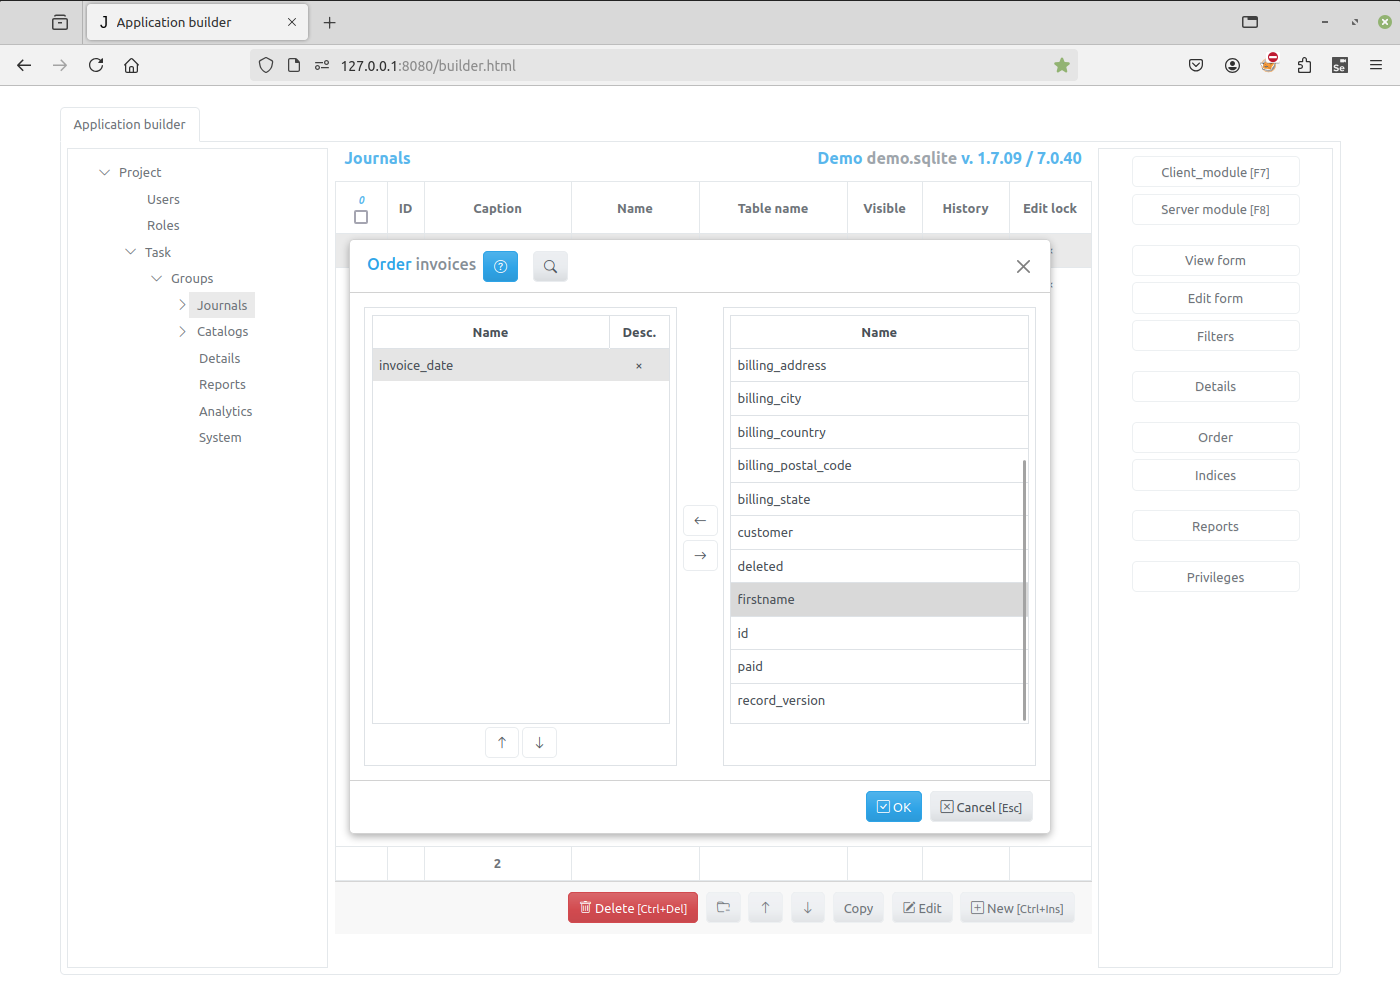 J Application builder
127.0.0.1:8080/builder.html
Se
Application builder
Project
Users
Roles
Task
Groups
Journals
Catalogs
Details
Reports
Analytics
System
Journals
Demo demo.sqlite v. 1.7.09 / 7.0.40
0
ID
Caption
Name
Table name
Visible
History
Edit lock
Order invoices
Name
Desc.
invoice_date
×
Name
billing_address
billing_city
billing_country
billing_postal_code
billing_state
customer
deleted
firstname
id
paid
record_version
OK
Cancel [Esc]
2
Delete [Ctrl+Del]
Copy
Edit
New [Ctrl+Ins]
Client_module [F7]
Server module [F8]
View form
Edit form
Filters
Details
Order
Indices
Reports
Privileges